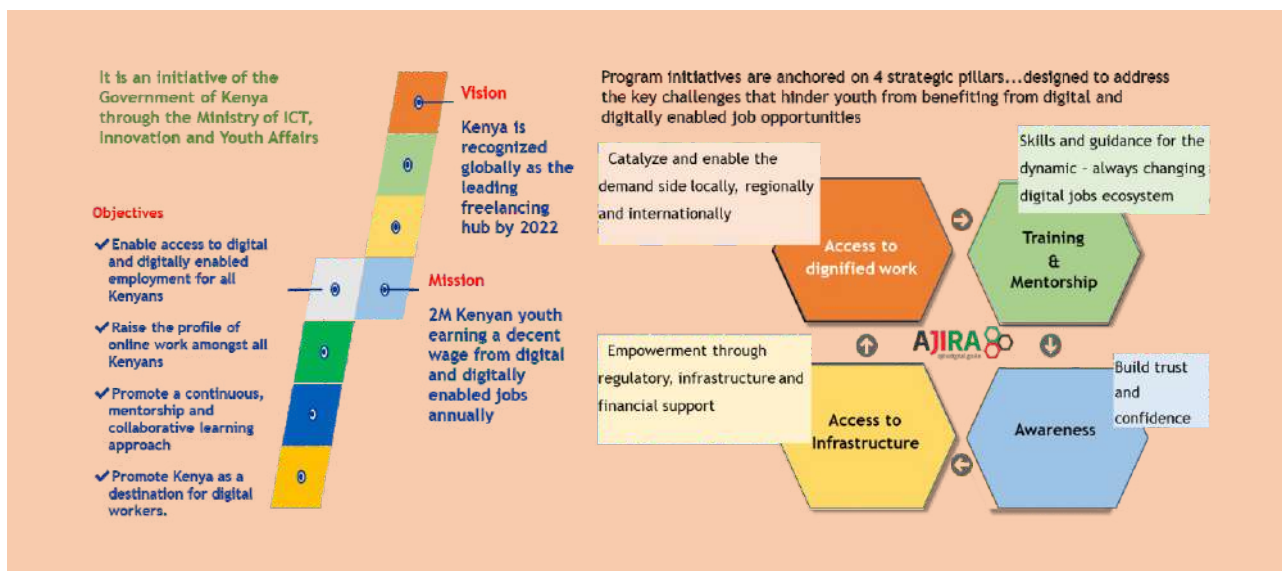 It is an initiative of the
Government of Kenya
through the Ministry of ICT,
Innovation and Youth Affairs
Objectives
Enable access to digital
and digitally enabled
employment for all
Kenyans
Raise the profile of
online work amongst all
Kenyans
Promote a continuous,
mentorship and
collaborative learning
approach
Promote Kenya as a
destination for digital
workers.
Vision
Kenya is
recognized
globally as the
leading
freelancing
hub by 2022
Mission
2M Kenyan youth
earning a decent
wage from digital
and digitally
enabled jobs
annually
Program initiatives are anchored on 4 strategic pillars...designed to address
the key challenges that hinder youth from benefiting from digital and
digitally enabled job opportunities
Catalyze and enable the
demand side locally, regionally
and internationally
Access to
dignified work
Skills and guidance for the
dynamic - always changing
digital jobs ecosystem
Training
&
Mentorship
AJIRA
Empowerment through
regulatory, infrastructure and
financial support
Access to
Infrastructure
Build trust
and
confidence
Awareness